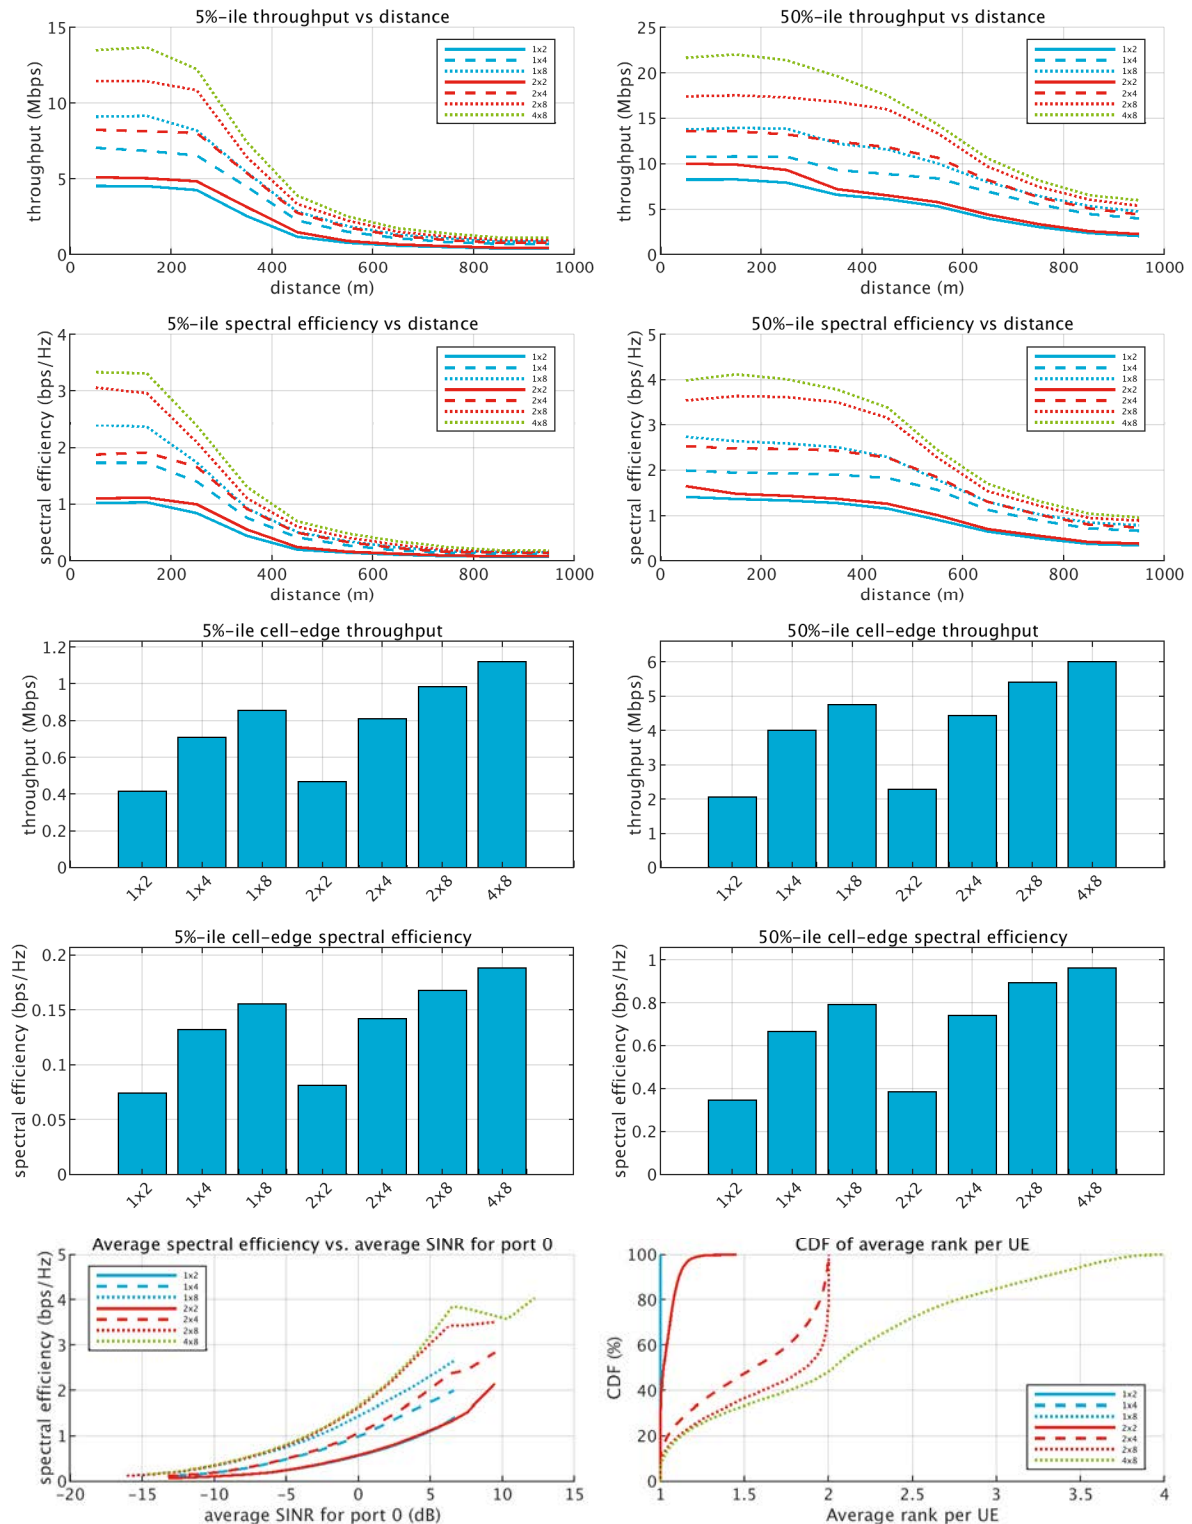 5%-ile throughput vs distance
throughput (Mbps)
15
10
5
0
0 200 400 600 800 1000
distance (m)
1x2
1x4
1x8
2x2
2x4
2x8
4x8
50%-ile throughput vs distance
throughput (Mbps)
25
20
15
10
5
0
0 200 400 600 800 1000
distance (m)
1x2
1x4
1x8
2x2
2x4
2x8
4x8
5%-ile spectral efficiency vs distance
spectral efficiency (bps/Hz)
4
3
2
1
0
0 200 400 600 800 1000
distance (m)
1x2
1x4
1x8
2x2
2x4
2x8
4x8
50%-ile spectral efficiency vs distance
spectral efficiency (bps/Hz)
5
4
3
2
1
0
0 200 400 600 800 1000
distance (m)
1x2
1x4
1x8
2x2
2x4
2x8
4x8
5%-ile cell-edge throughput
throughput (Mbps)
1.2
1
0.8
0.6
0.4
0.2
0
1x2 1x4 1x8 2x2 2x4 2x8 4x8
50%-ile cell-edge throughput
throughput (Mbps)
6
5
4
3
2
1
0
1x2 1x4 1x8 2x2 2x4 2x8 4x8
5%-ile cell-edge spectral efficiency
spectral efficiency (bps/Hz)
0.2
0.15
0.1
0.05
0
1x2 1x4 1x8 2x2 2x4 2x8 4x8
50%-ile cell-edge spectral efficiency
spectral efficiency (bps/Hz)
1
0.8
0.6
0.4
0.2
0
1x2 1x4 1x8 2x2 2x4 2x8 4x8
Average spectral efficiency vs. average SINR for port 0
spectral efficiency (bps/Hz)
5
4
3
2
1
0
-20 -15 -10 -5 0 5 10 15
average SINR for port 0 (dB)
1x2
1x4
1x8
2x2
2x4
2x8
4x8
CDF of average rank per UE
CDF (%)
100
80
60
40
20
0
1 1.5 2 2.5 3 3.5 4
Average rank per UE
1x2
1x4
1x8
2x2
2x4
2x8
4x8